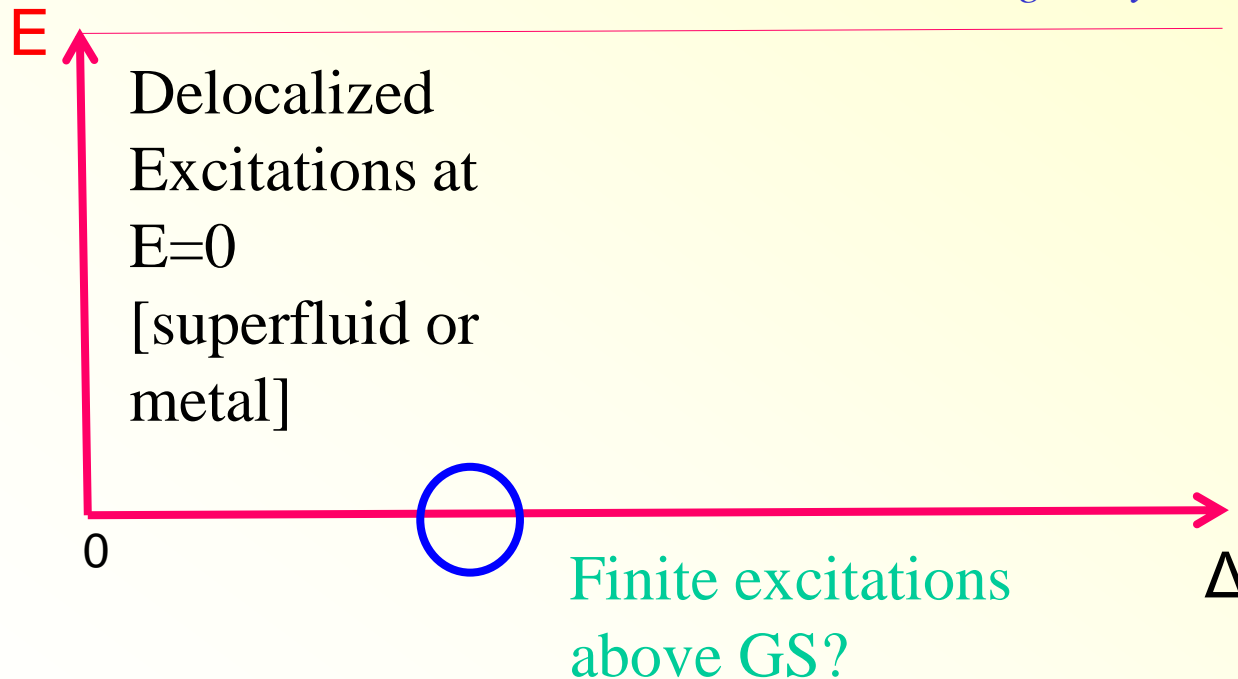 E
Delocalized
Excitations at
E=0
[superfluid or
metal]
0
Δ
Finite excitations
above GS?